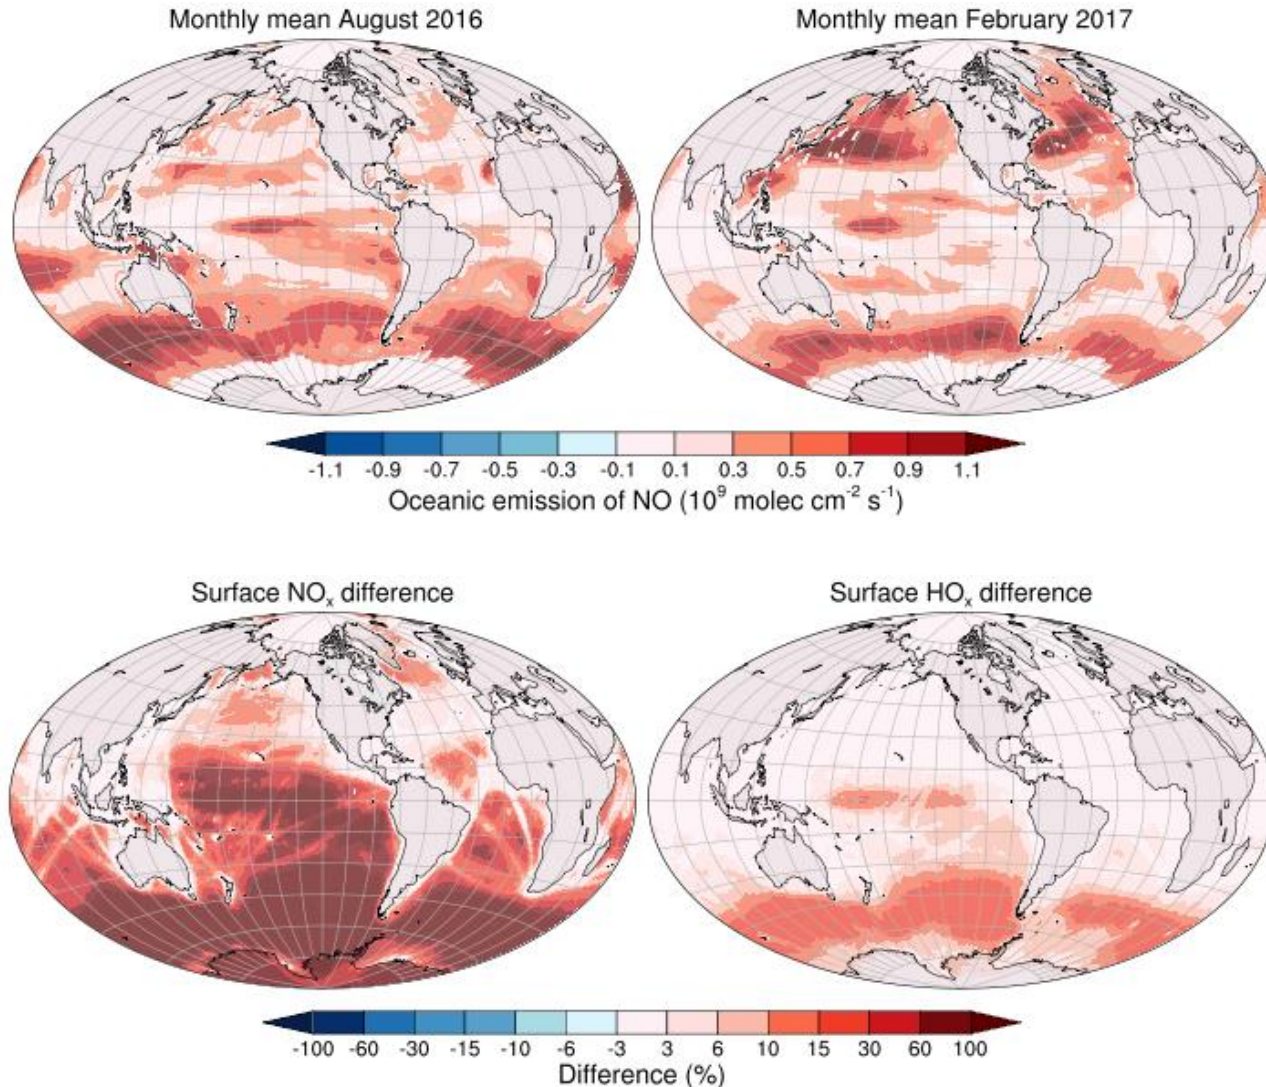 Monthly mean August 2016
Monthly mean February 2017
-1.1 -0.9 -0.7 -0.5 -0.3 -0.1 0.1 0.3 0.5 0.7 0.9 1.1
Oceanic emission of NO (10⁹ molec cm⁻² s⁻¹)
Surface NOₓ difference
Surface HOₓ difference
-100 -60 -30 -15 -10 -6 -3 3 6 10 15 30 60 100
Difference (%)